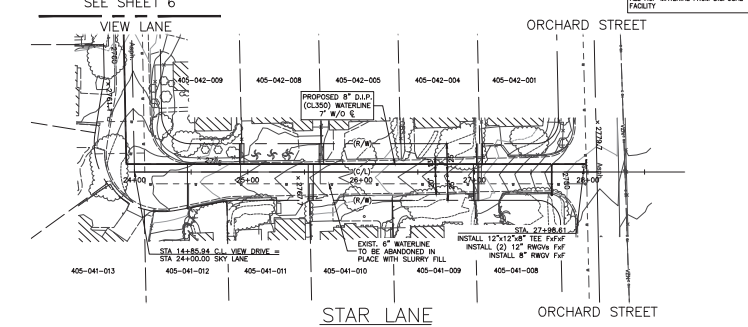 SEE SHEET 6
FACILITY
VIEW LANE
ORCHARD STREET
405-042-009
405-042-008
405-042-005
405-042-004
405-042-001
PROPOSED 8" D.I.P.
(CL350) WATERLINE
7' W/O ℄
(R/W)
(C/L)
(R/W)
24+00
25+00
26+00
27+00
28+00
STA 14+85.94 C.L. VIEW DRIVE =
STA 24+00.00 SKY LANE
EXIST. 6" WATERLINE
TO BE ABANDONED IN
PLACE WITH SLURRY FILL
STA. 27+98.61
INSTALL 12"x12"x8" TEE FxFxF
INSTALL (2) 12" RWGVs FxF
INSTALL 8" RWGV FxF
405-041-013
405-041-012
405-041-011
405-041-010
405-041-009
405-041-008
STAR LANE
ORCHARD STREET